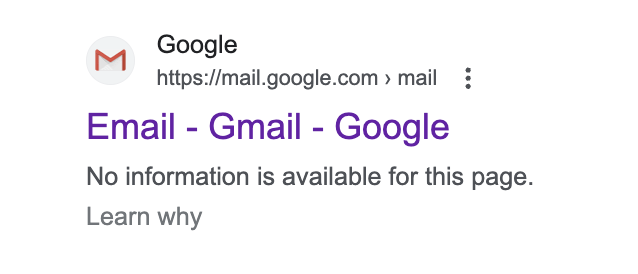 Google
https://mail.google.com › mail
Email - Gmail - Google
No information is available for this page.
Learn why